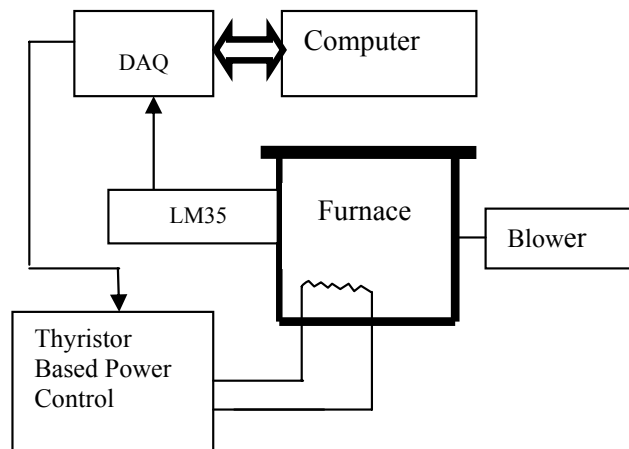 DAQ
Computer
LM35
Furnace
Blower
Thyristor
Based Power
Control